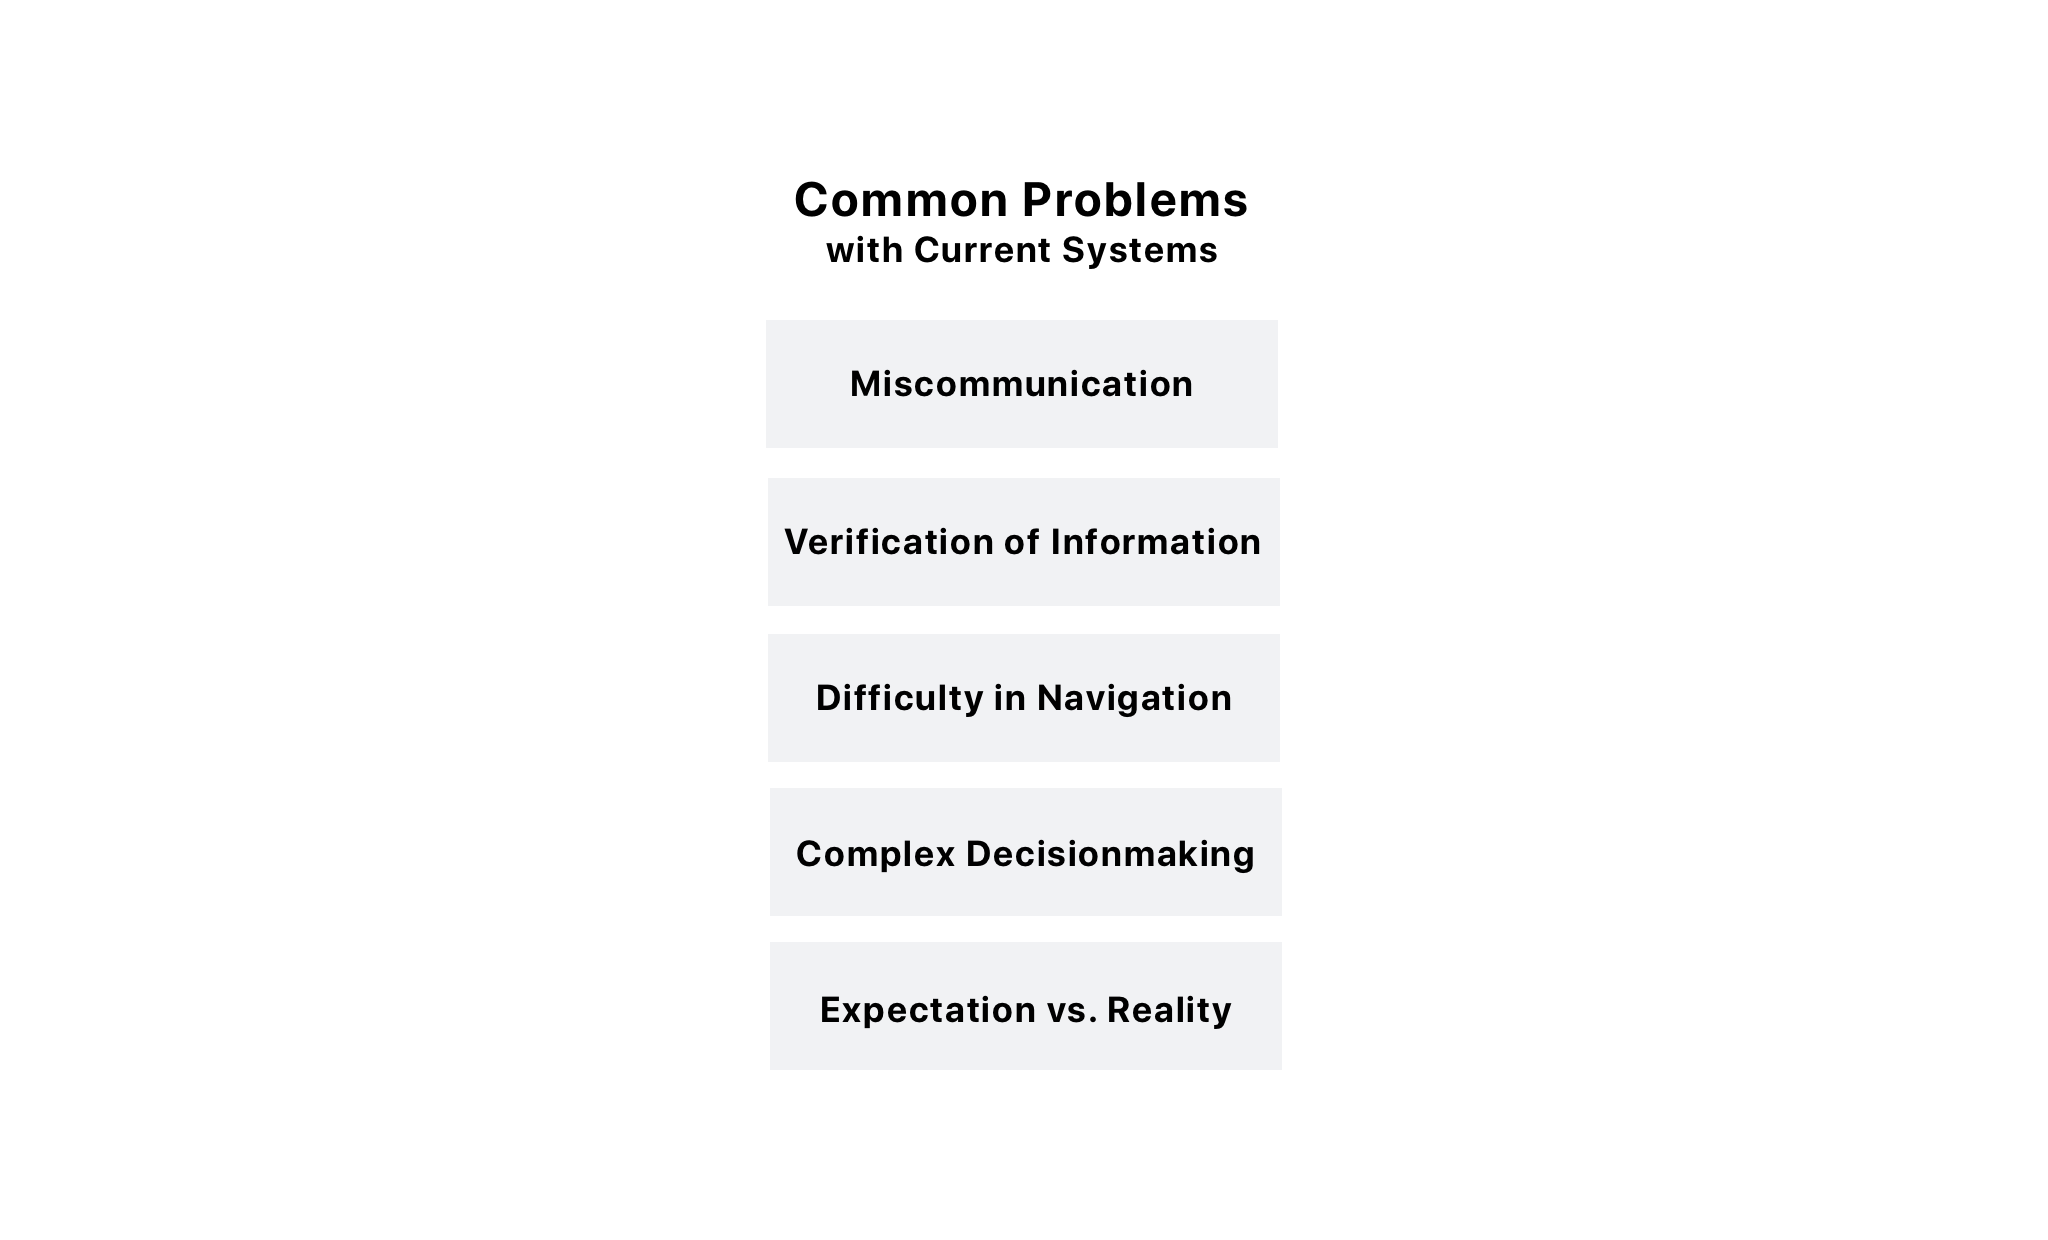 Common Problems
with Current Systems
Miscommunication
Verification of Information
Difficulty in Navigation
Complex Decisionmaking
Expectation vs. Reality